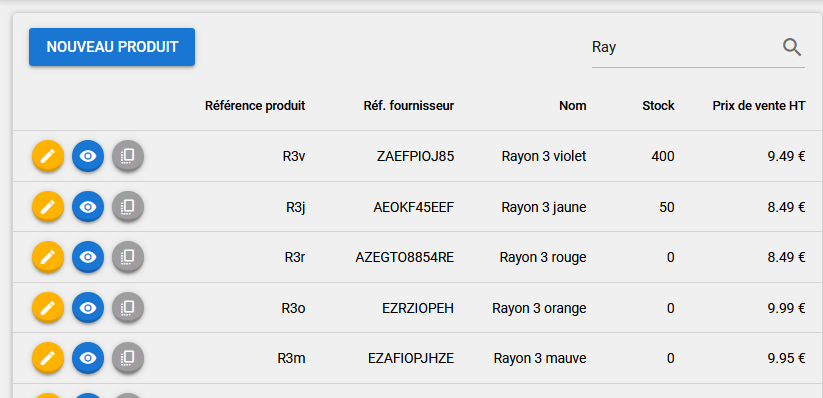 NOUVEAU PRODUIT Ray
Référence produit Réf. fournisseur Nom Stock Prix de vente HT
R3v ZAEFPIOJ85 Rayon 3 violet 400 9.49 €
R3j AEOKF45EEF Rayon 3 jaune 50 8.49 €
R3r AZEGTO8854RE Rayon 3 rouge 0 8.49 €
R3o EZRZIOPEH Rayon 3 orange 0 9.99 €
R3m EZAFIOPJHZE Rayon 3 mauve 0 9.95 €